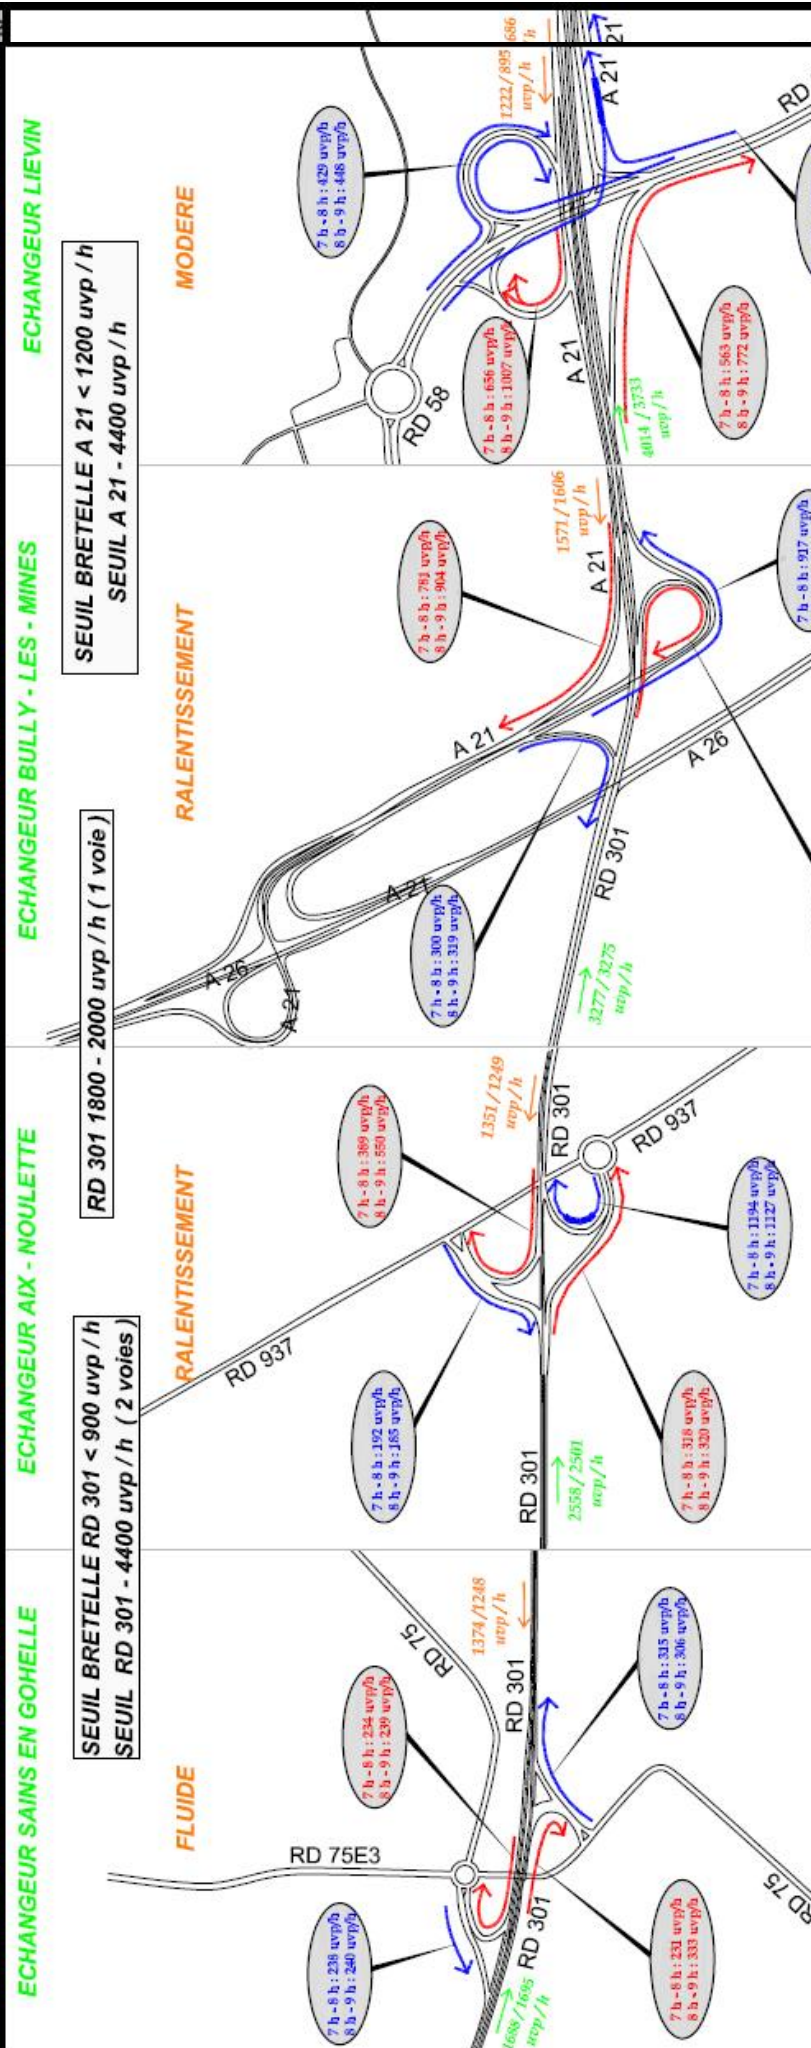 ECHANGEUR SAINS EN GOHELLE
ECHANGEUR AIX - NOULETTE
ECHANGEUR BULLY - LES - MINES
ECHANGEUR LIEVIN
SEUIL BRETELLE RD 301 < 900 uvp / h
SEUIL RD 301 - 4400 uvp / h ( 2 voies )
RD 301 1800 - 2000 uvp / h ( 1 voie )
SEUIL BRETELLE A 21 < 1200 uvp / h
SEUIL A 21 - 4400 uvp / h
FLUIDE
RALENTISSEMENT
RALENTISSEMENT
MODERE
RD 75E3
7 h - 8 h : 238 uvp/h
8 h - 9 h : 240 uvp/h
7 h - 8 h : 234 uvp/h
8 h - 9 h : 239 uvp/h
RD 75
1374/1248
uvp/h
RD 301
RD 301
1688/1695
uvp/h
7 h - 8 h : 315 uvp/h
8 h - 9 h : 306 uvp/h
7 h - 8 h : 231 uvp/h
8 h - 9 h : 333 uvp/h
RD 75
RD 937
7 h - 8 h : 192 uvp/h
8 h - 9 h : 185 uvp/h
7 h - 8 h : 389 uvp/h
8 h - 9 h : 550 uvp/h
1351/1249
uvp/h
RD 301
RD 301
2558/2501
uvp/h
RD 937
7 h - 8 h : 318 uvp/h
8 h - 9 h : 320 uvp/h
7 h - 8 h : 1194 uvp/h
8 h - 9 h : 1127 uvp/h
A 26
A 21
A 21
A 21
7 h - 8 h : 300 uvp/h
8 h - 9 h : 319 uvp/h
7 h - 8 h : 781 uvp/h
8 h - 9 h : 904 uvp/h
1571/1606
uvp/h
A 21
RD 301
3277/3275
uvp/h
A 26
7 h - 8 h : 917 uvp/h
7 h - 8 h : 429 uvp/h
8 h - 9 h : 448 uvp/h
RD 58
7 h - 8 h : 656 uvp/h
8 h - 9 h : 1007 uvp/h
1222/895
uvp/h
686
/h
A 21
A 21
21
4014/3733
uvp/h
7 h - 8 h : 563 uvp/h
8 h - 9 h : 772 uvp/h
RD